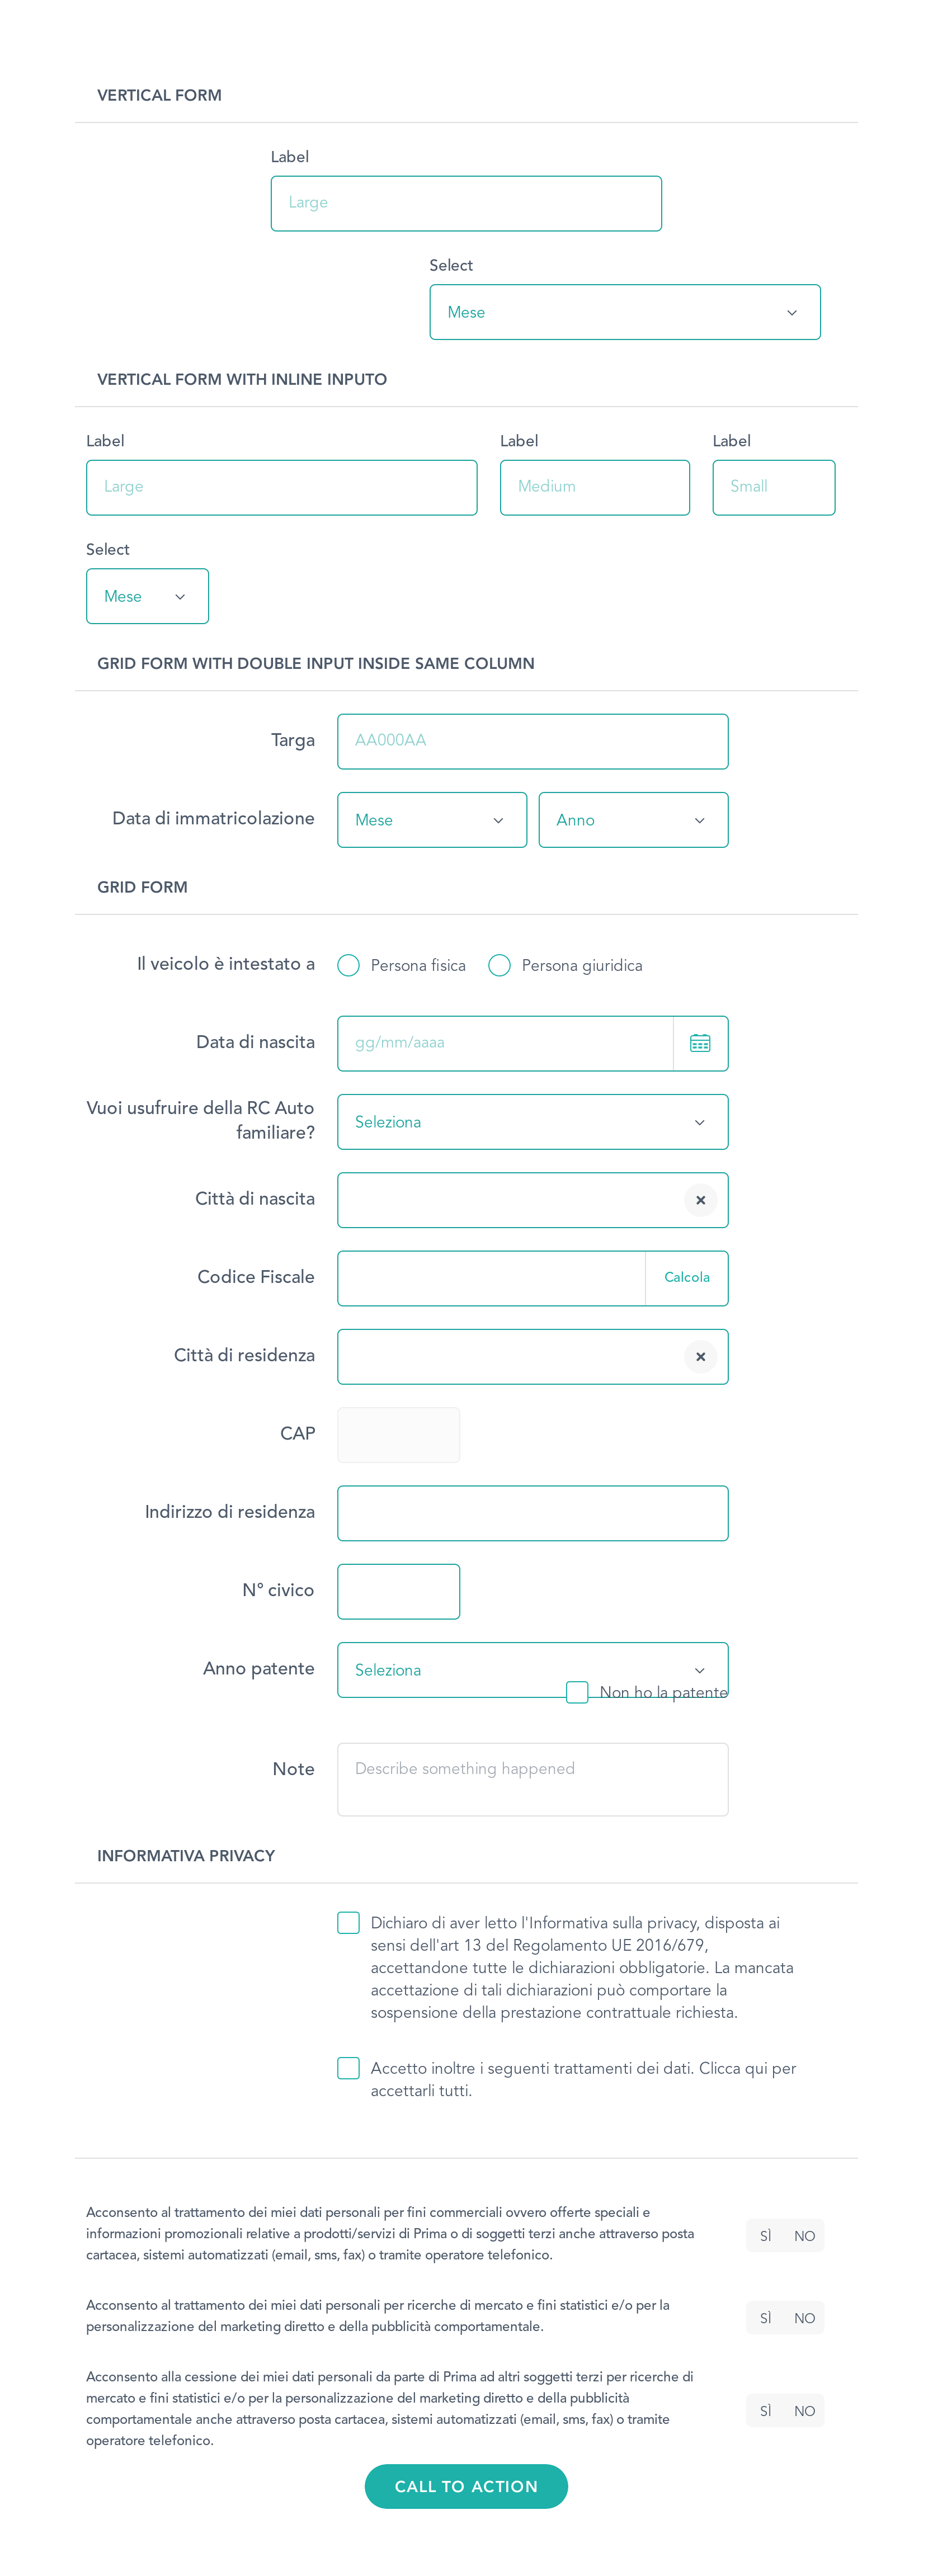 VERTICAL FORM
Label
Large
Select
Mese
VERTICAL FORM WITH INLINE INPUTO
Label Label Label
Large Medium Small
Select
Mese
GRID FORM WITH DOUBLE INPUT INSIDE SAME COLUMN
Targa AA000AA
Data di immatricolazione Mese Anno
GRID FORM
Il veicolo è intestato a Persona fisica Persona giuridica
Data di nascita gg/mm/aaaa
Vuoi usufruire della RC Auto
familiare?
Seleziona
Città di nascita
Codice Fiscale Calcola
Città di residenza
CAP
Indirizzo di residenza
N° civico
Anno patente Seleziona
Non ho la patente
Note Describe something happened
INFORMATIVA PRIVACY
Dichiaro di aver letto l'Informativa sulla privacy, disposta ai
sensi dell'art 13 del Regolamento UE 2016/679,
accettandone tutte le dichiarazioni obbligatorie. La mancata
accettazione di tali dichiarazioni può comportare la
sospensione della prestazione contrattuale richiesta.
Accetto inoltre i seguenti trattamenti dei dati. Clicca qui per
accettarli tutti.
Acconsento al trattamento dei miei dati personali per fini commerciali ovvero offerte speciali e
informazioni promozionali relative a prodotti/servizi di Prima o di soggetti terzi anche attraverso posta
cartacea, sistemi automatizzati (email, sms, fax) o tramite operatore telefonico.
SÌ NO
Acconsento al trattamento dei miei dati personali per ricerche di mercato e fini statistici e/o per la
personalizzazione del marketing diretto e della pubblicità comportamentale.
SÌ NO
Acconsento alla cessione dei miei dati personali da parte di Prima ad altri soggetti terzi per ricerche di
mercato e fini statistici e/o per la personalizzazione del marketing diretto e della pubblicità
comportamentale anche attraverso posta cartacea, sistemi automatizzati (email, sms, fax) o tramite
operatore telefonico.
SÌ NO
CALL TO ACTION